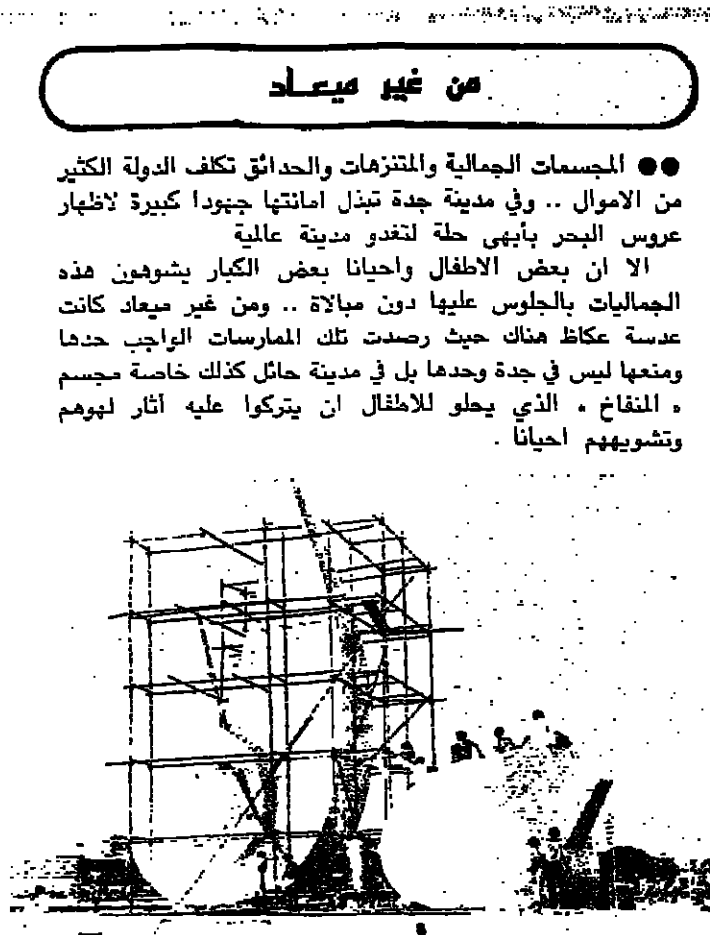 من غير ميعـاد
●● المجسمات الجمالية والمتنزهات والحدائق تكلف الدولة الكثير
من الاموال .. وفي مدينة جدة تبذل امانتها جهودا كبيرة لاظهار
عروس البحر بأبهى حلة لتغدو مدينة عالمية
الا ان بعض الاطفال واحيانا بعض الكبار يشوهون هذه
الجماليات بالجلوس عليها دون مبالاة .. ومن غير ميعاد كانت
عدسة عكاظ هناك حيث رصدت تلك الممارسات الواجب حدها
ومنعها ليس في جدة وحدها بل في مدينة حائل كذلك خاصة مجسم
« المنفاخ » الذي يحلو للاطفال ان يتركوا عليه آثار لهوهم
وتشويههم احيانا .